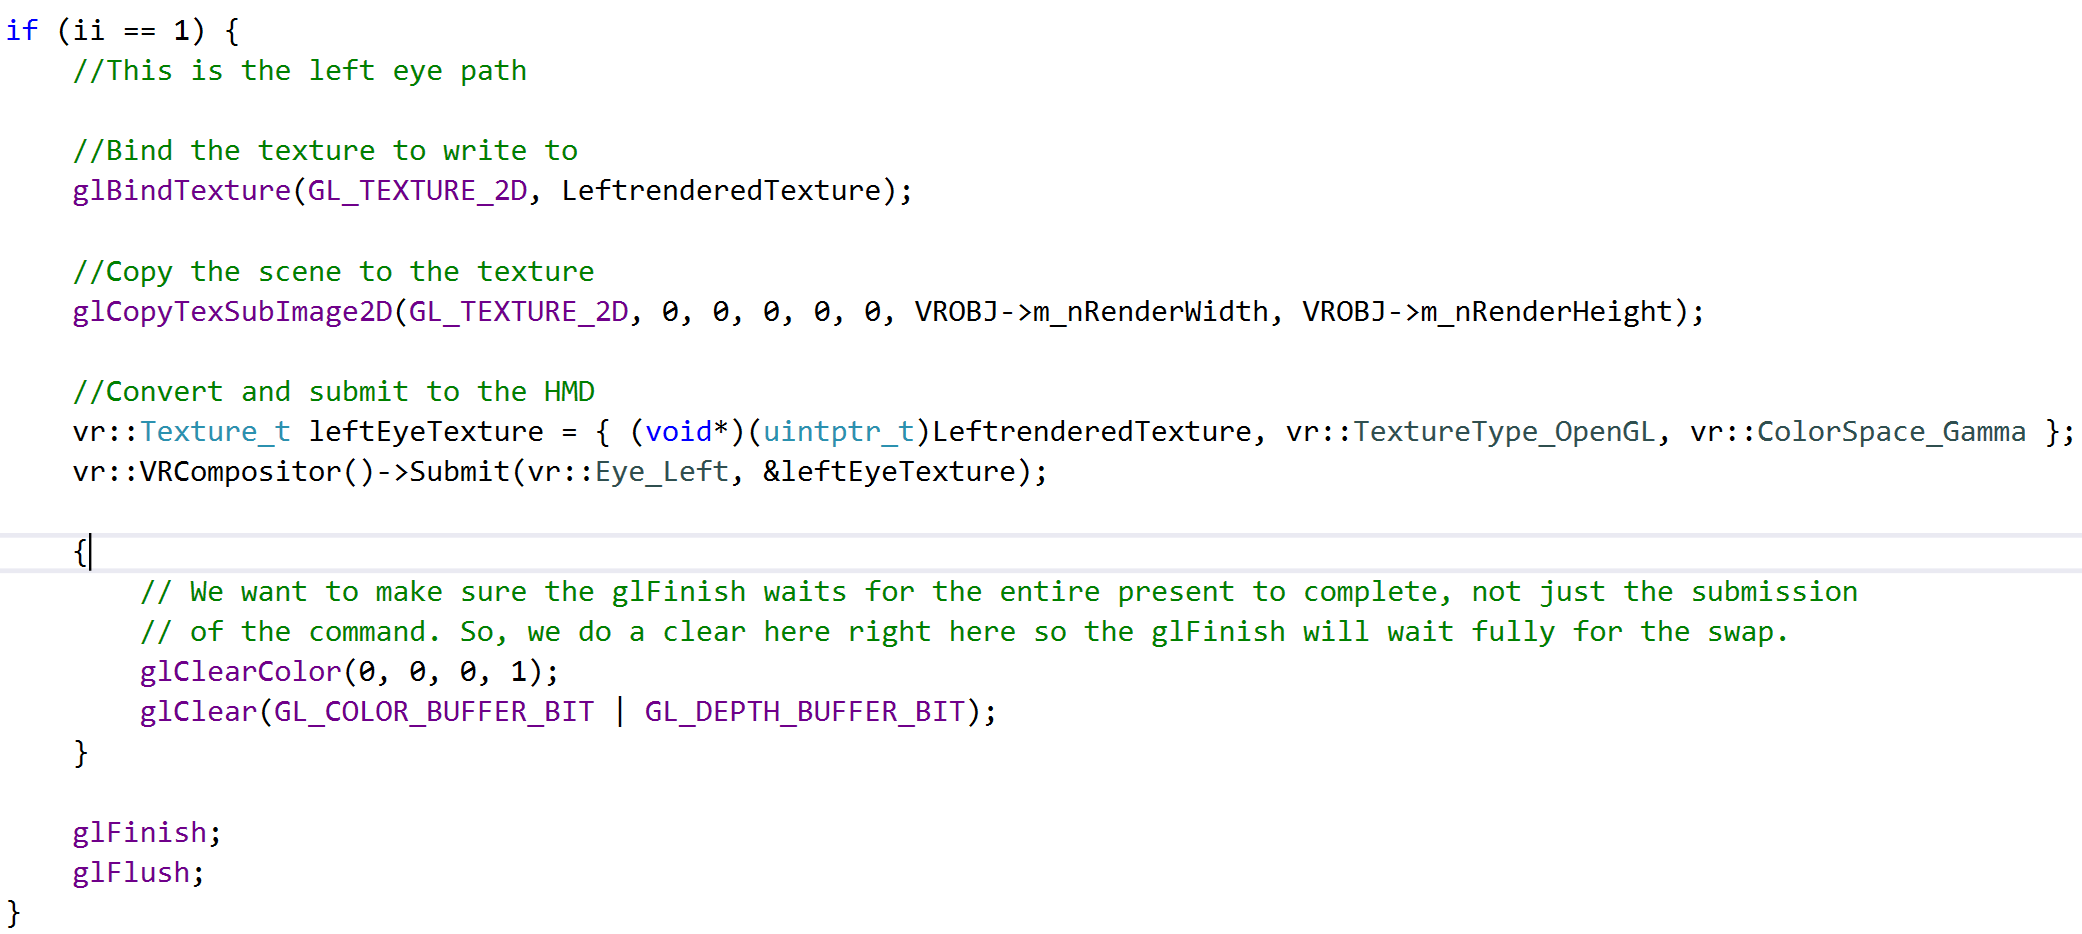 if (ii == 1) {
//This is the left eye path
//Bind the texture to write to
glBindTexture(GL_TEXTURE_2D, LeftrenderedTexture);
//Copy the scene to the texture
glCopyTexSubImage2D(GL_TEXTURE_2D, 0, 0, 0, 0, 0, VROBJ->m_nRenderWidth, VROBJ->m_nRenderHeight);
//Convert and submit to the HMD
vr::Texture_t leftEyeTexture = { (void*)(uintptr_t)LeftrenderedTexture, vr::TextureType_OpenGL, vr::ColorSpace_Gamma };
vr::VRCompositor()->Submit(vr::Eye_Left, &leftEyeTexture);
{
// We want to make sure the glFinish waits for the entire present to complete, not just the submission
// of the command. So, we do a clear here right here so the glFinish will wait fully for the swap.
glClearColor(0, 0, 0, 1);
glClear(GL_COLOR_BUFFER_BIT | GL_DEPTH_BUFFER_BIT);
}
glFinish;
glFlush;
}